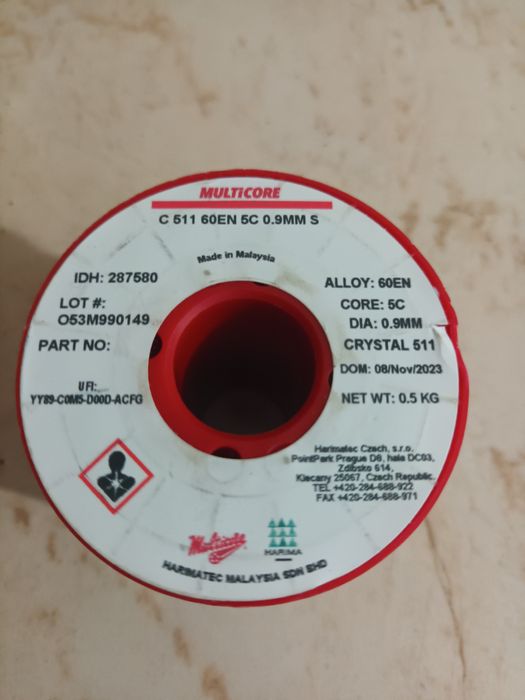 MULTICORE
C 511 60EN 5C 0.9MM S
Made in Malaysia
IDH: 287580
LOT #:
O53M990149
PART NO:
UFI:
YY89-C0M5-D00D-ACFG
ALLOY: 60EN
CORE: 5C
DIA: 0.9MM
CRYSTAL 511
DOM: 08/Nov/2023
NET WT: 0.5 KG
Harimatec Czech, s.r.o.
PointPark Prague D8, hala DC03,
Zdibsko 614,
Klecany 25067, Czech Republic.
TEL +420-284-688-922
FAX +420-284-688-971
Multicore
HARIMA
HARIMATEC MALAYSIA SDN BHD